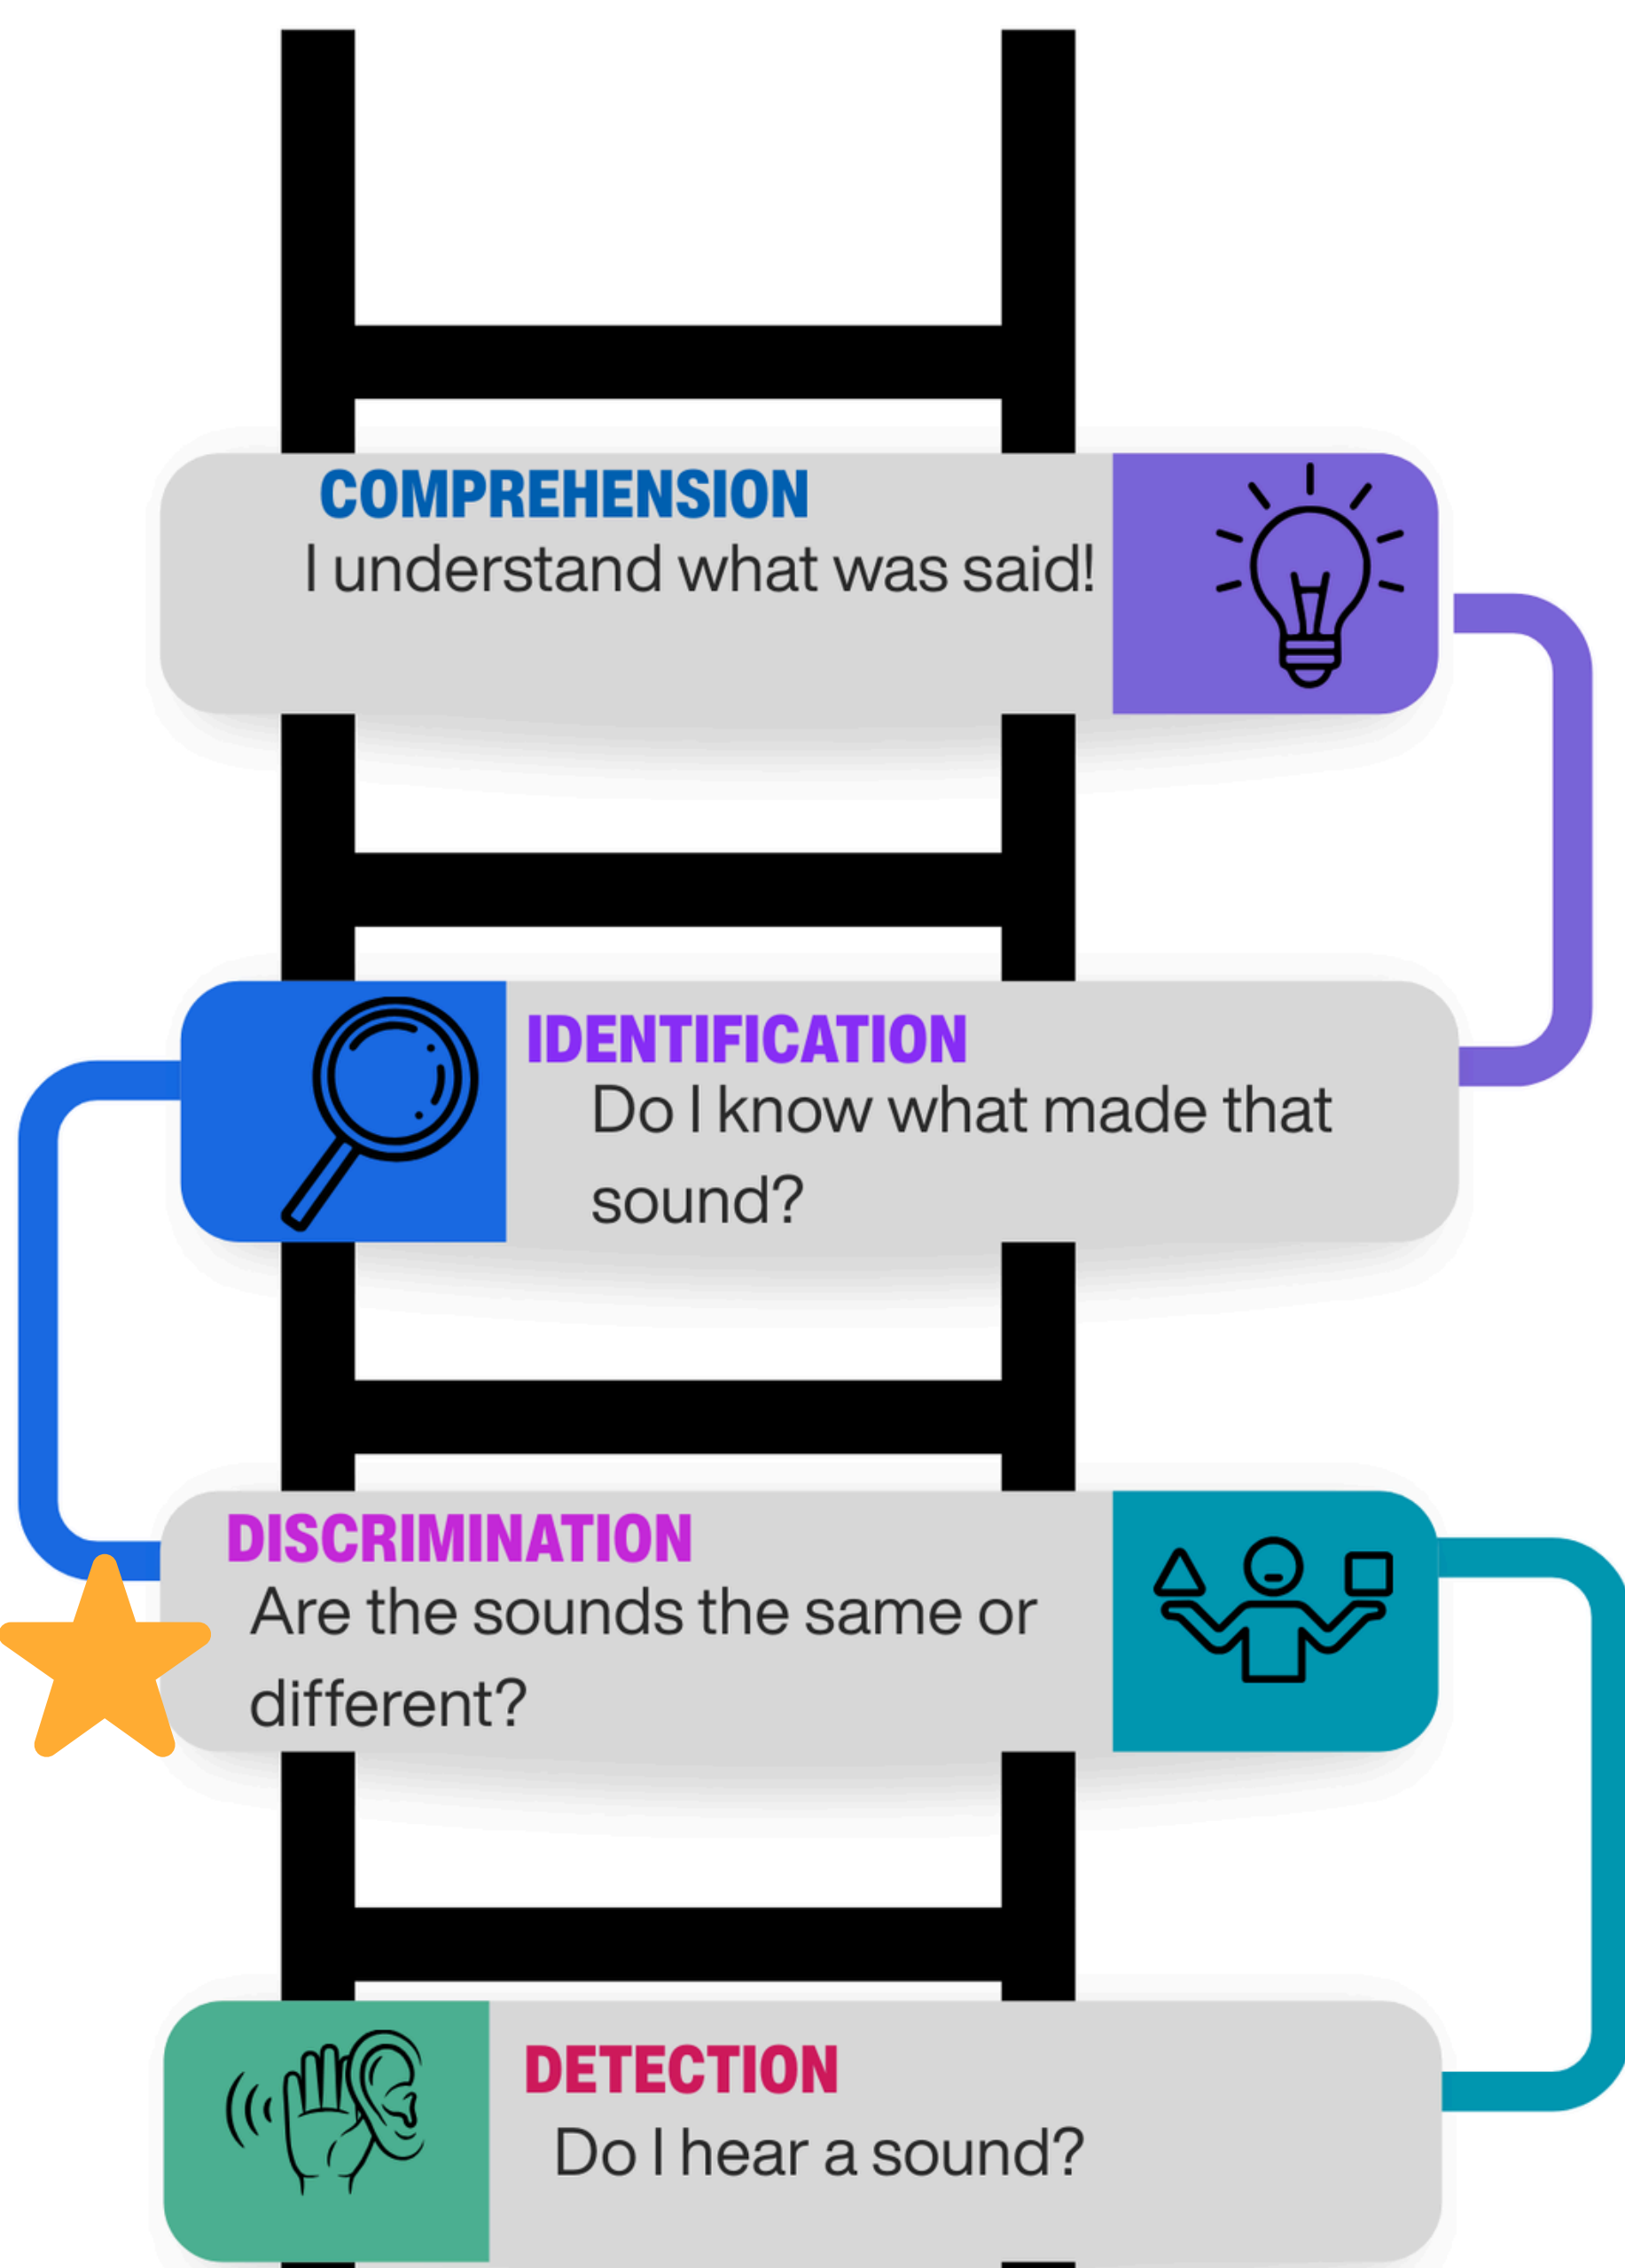 COMPREHENSION
I understand what was said!
IDENTIFICATION
Do I know what made that
sound?
DISCRIMINATION
Are the sounds the same or
different?
DETECTION
Do I hear a sound?